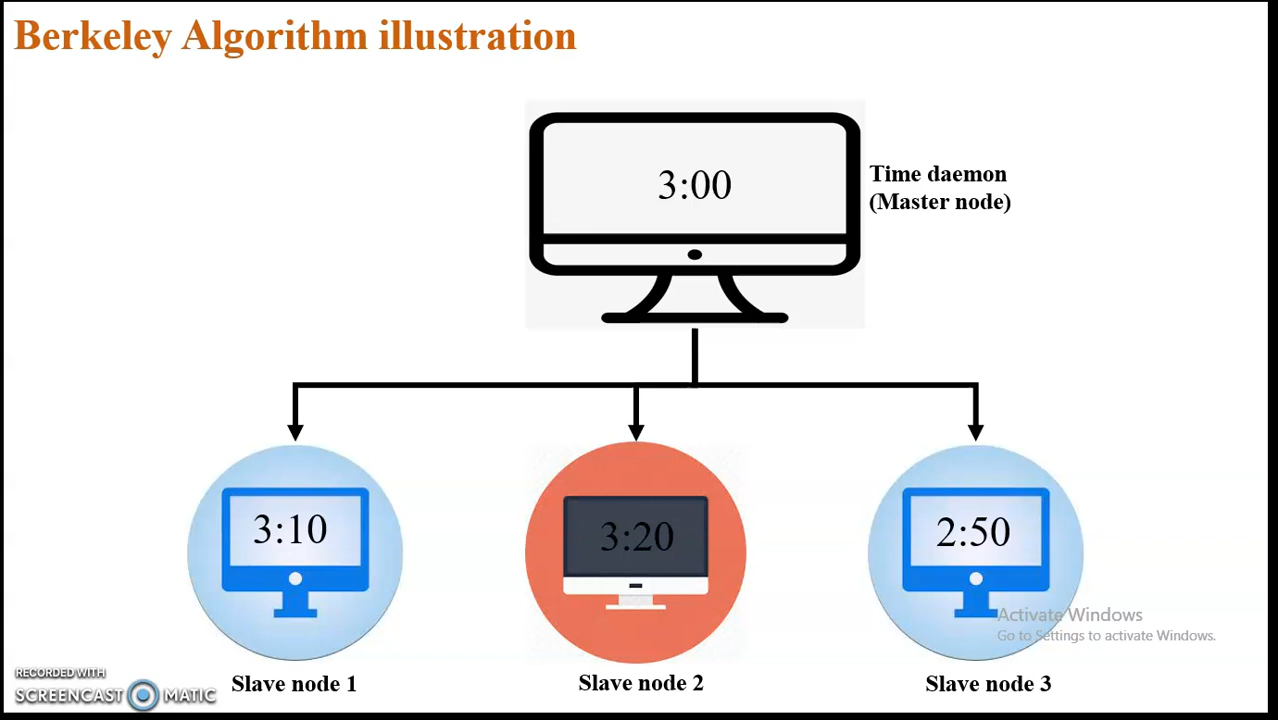 Berkeley Algorithm illustration
3:00
Time daemon
(Master node)
3:10
3:20
2:50
Activate Windows
Go to Settings to activate Windows.
Slave node 1
Slave node 2
Slave node 3
RECORDED WITH
SCREENCAST MATIC